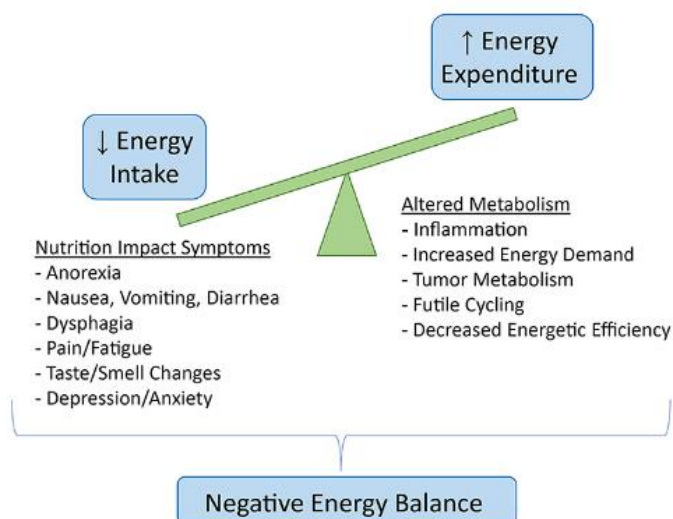 ↑ Energy
Expenditure
↓ Energy
Intake
Altered Metabolism
- Inflammation
- Increased Energy Demand
- Tumor Metabolism
- Futile Cycling
- Decreased Energetic Efficiency
Nutrition Impact Symptoms
- Anorexia
- Nausea, Vomiting, Diarrhea
- Dysphagia
- Pain/Fatigue
- Taste/Smell Changes
- Depression/Anxiety
Negative Energy Balance